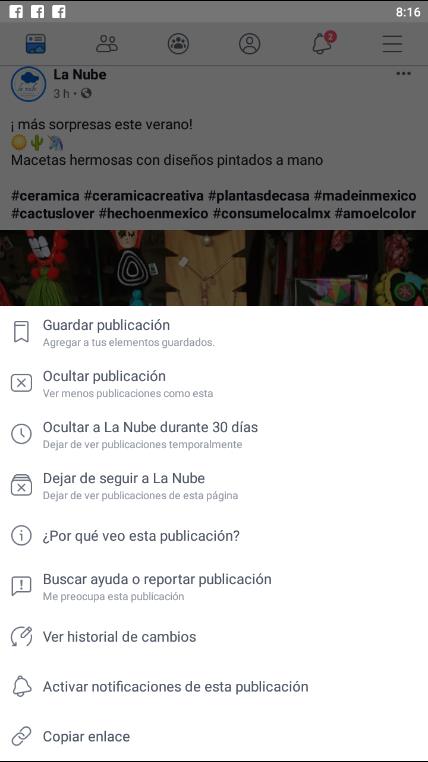 8:16
2
La Nube
3 h
¡ más sorpresas este verano!
Macetas hermosas con diseños pintados a mano
#ceramica #ceramicacreativa #plantasdecasa #madeinmexico
#cactuslover #hechoenmexico #consumelocalmx #amoelcolor
Guardar publicación
Agregar a tus elementos guardados.
Ocultar publicación
Ver menos publicaciones como esta
Ocultar a La Nube durante 30 días
Dejar de ver publicaciones temporalmente
Dejar de seguir a La Nube
Dejar de ver publicaciones de esta página
¿Por qué veo esta publicación?
Buscar ayuda o reportar publicación
Me preocupa esta publicación
Ver historial de cambios
Activar notificaciones de esta publicación
Copiar enlace